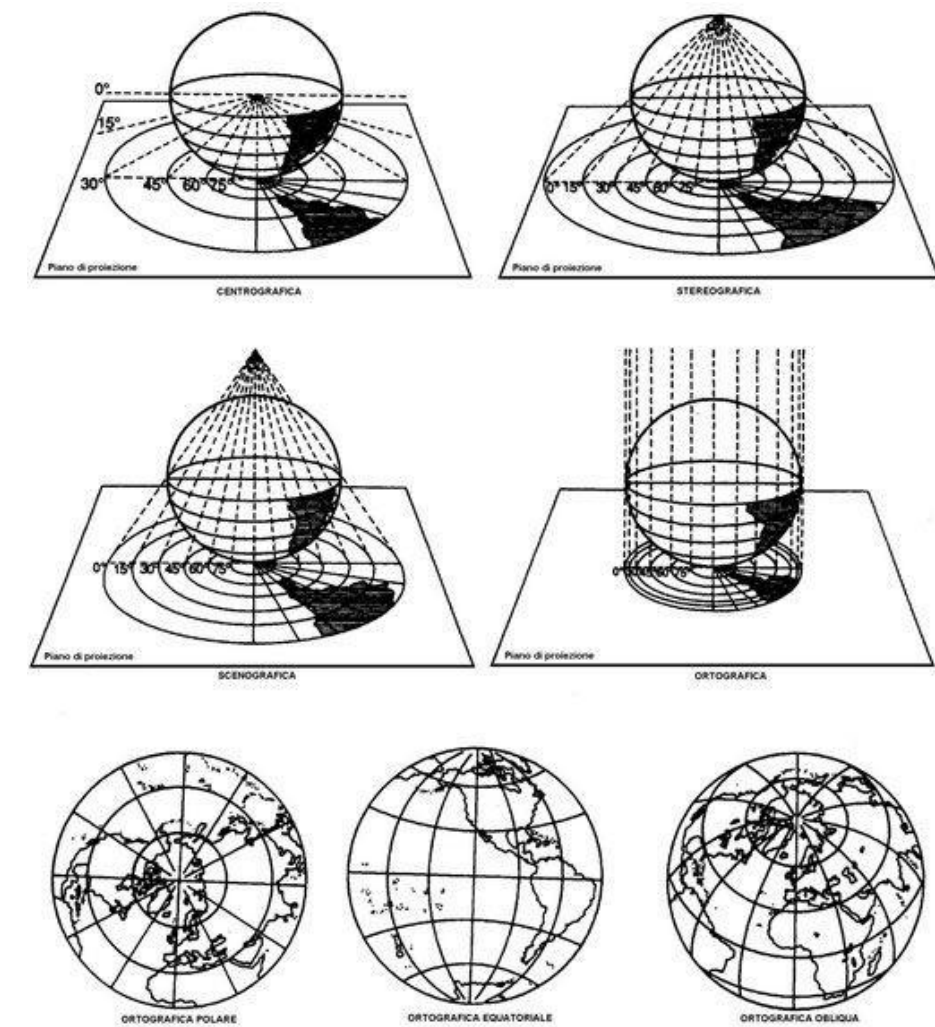 0°
15°
30° 45° 60° 75°
Piano di proiezione
CENTROGRAFICA
0° 15° 30° 45° 60° 75°
Piano di proiezione
STEREOGRAFICA
0° 15° 30° 45° 60° 75°
Piano di proiezione
SCENOGRAFICA
0° 75°
Piano di proiezione
ORTOGRAFICA
ORTOGRAFICA POLARE
ORTOGRAFICA EQUATORIALE
ORTOGRAFICA OBLIQUA